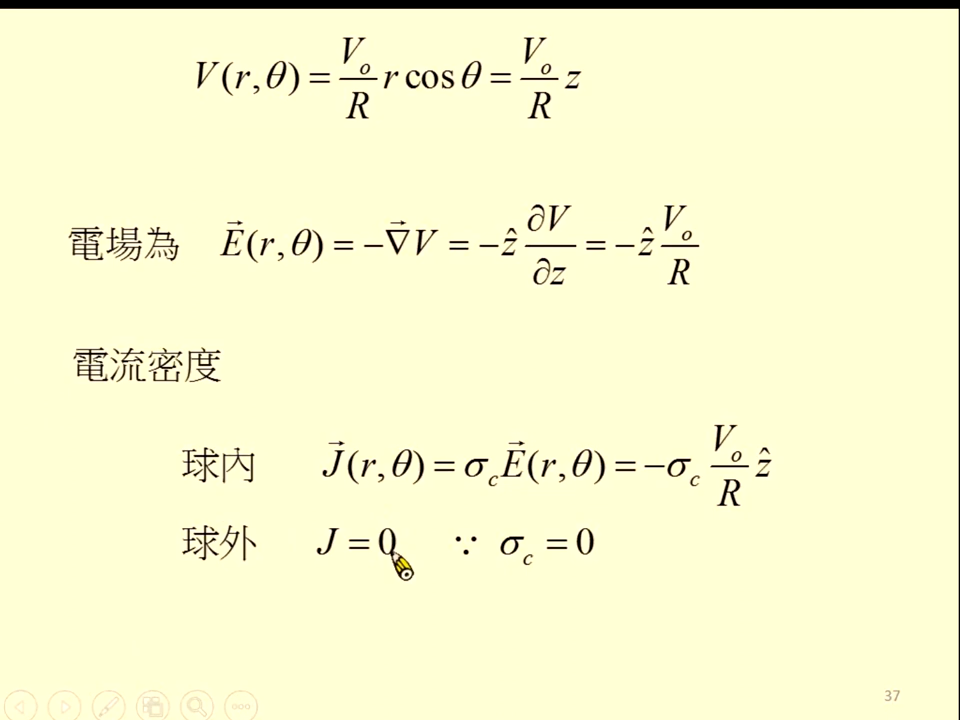 V(r,θ) = V_o/R r cosθ = V_o/R z
電場為 E⃗(r,θ) = −∇⃗V = −ẑ ∂V/∂z = −ẑ V_o/R
電流密度
球內 J⃗(r,θ) = σ_c E⃗(r,θ) = −σ_c V_o/R ẑ
球外 J = 0 ∵ σ_c = 0
37